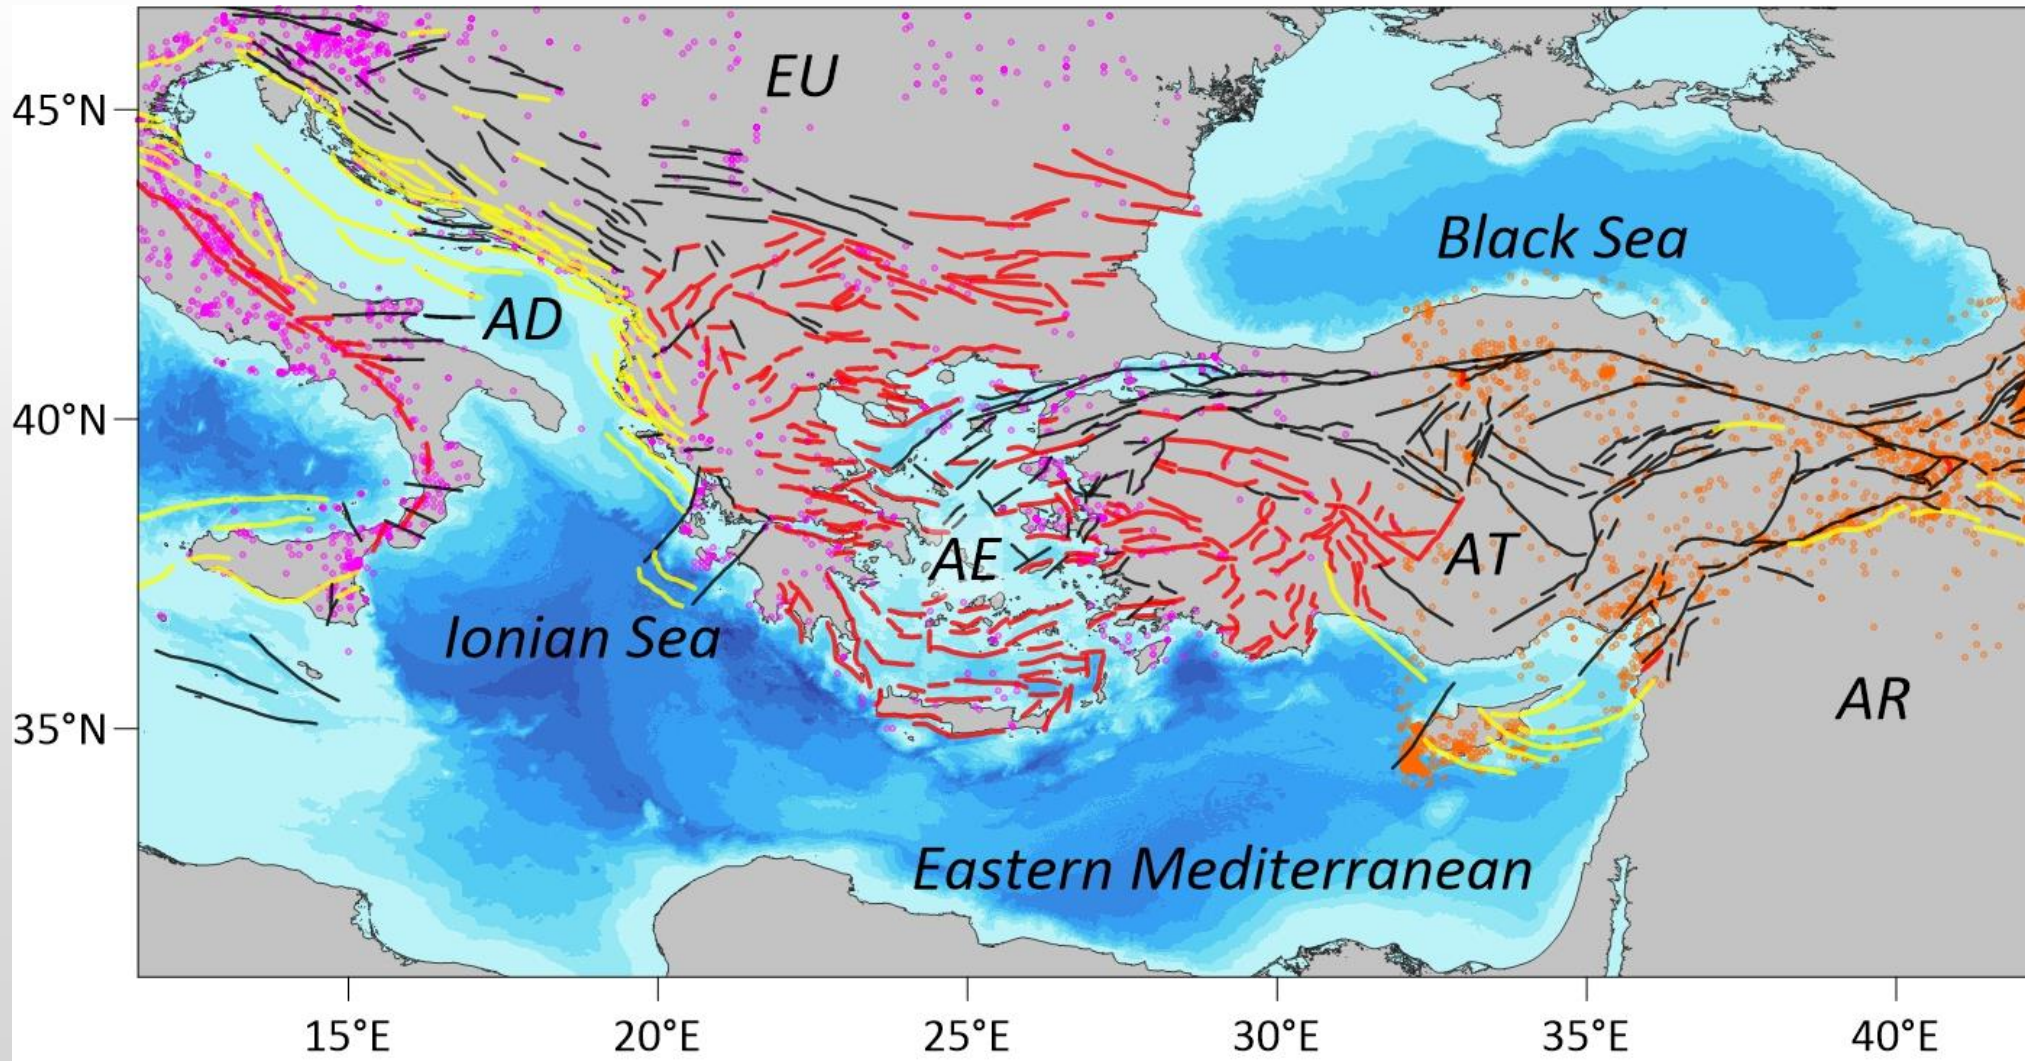 EU
45°N
Black Sea
AD
40°N
AE
AT
Ionian Sea
AR
35°N
Eastern Mediterranean
15°E 20°E 25°E 30°E 35°E 40°E